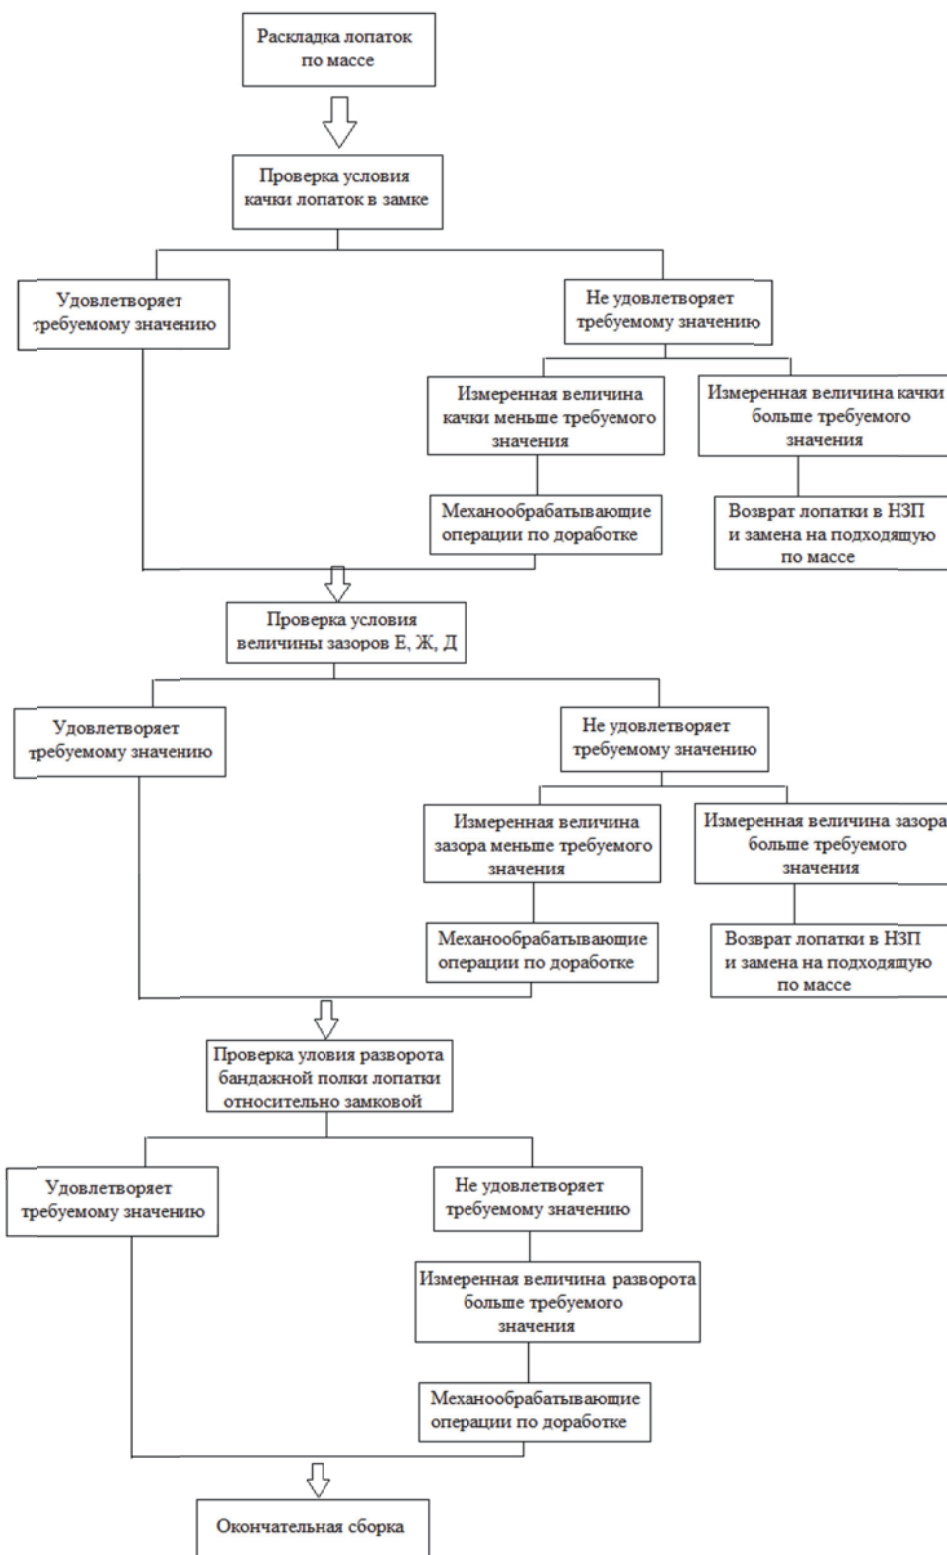 Раскладка лопаток
по массе
Проверка условия
качки лопаток в замке
Удовлетворяет
требуемому значению
Не удовлетворяет
требуемому значению
Измеренная величина
качки меньше требуемого
значения
Измеренная величина качки
больше требуемого
значения
Механообрабатывающие
операции по доработке
Возврат лопатки в НЗП
и замена на подходящую
по массе
Проверка условия
величины зазоров Е, Ж, Д
Удовлетворяет
требуемому значению
Не удовлетворяет
требуемому значению
Измеренная величина
зазора меньше требуемого
значения
Измеренная величина зазора
больше требуемого
значения
Механообрабатывающие
операции по доработке
Возврат лопатки в НЗП
и замена на подходящую
по массе
Проверка уловия разворота
бандажной полки лопатки
относительно замковой
Удовлетворяет
требуемому значению
Не удовлетворяет
требуемому значению
Измеренная величина разворота
больше требуемого
значения
Механообрабатывающие
операции по доработке
Окончательная сборка